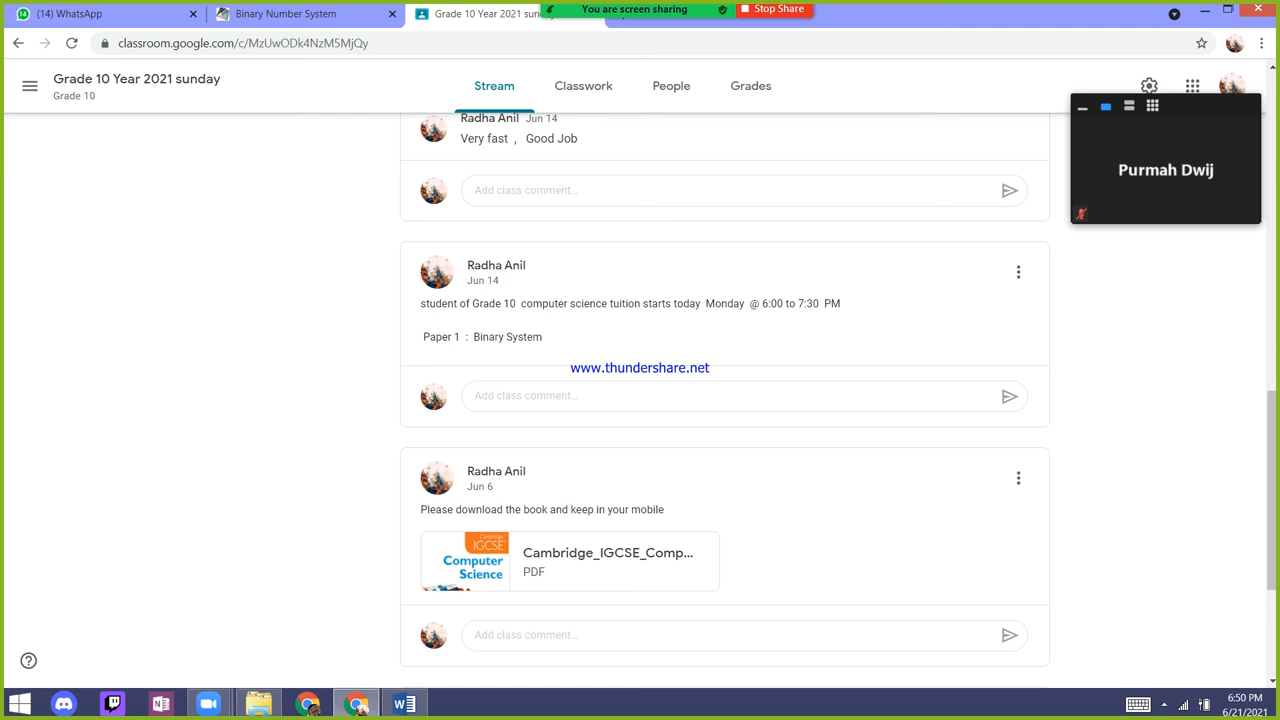 (14) WhatsApp
Binary Number System
Grade 10 Year 2021 sunday
You are screen sharing
Stop Share
classroom.google.com/c/MzUwODk4NzM5MjQy
Grade 10 Year 2021 sunday
Grade 10
Stream
Classwork
People
Grades
Radha Anil Jun 14
Very fast , Good Job
Add class comment...
Purmah Dwij
Radha Anil
Jun 14
student of Grade 10 computer science tuition starts today Monday @ 6:00 to 7:30 PM
Paper 1 : Binary System
www.thundershare.net
Add class comment...
Radha Anil
Jun 6
Please download the book and keep in your mobile
Cambridge
IGCSE
Computer
Science
Cambridge_IGCSE_Comp...
PDF
Add class comment...
6:50 PM
6/21/2021